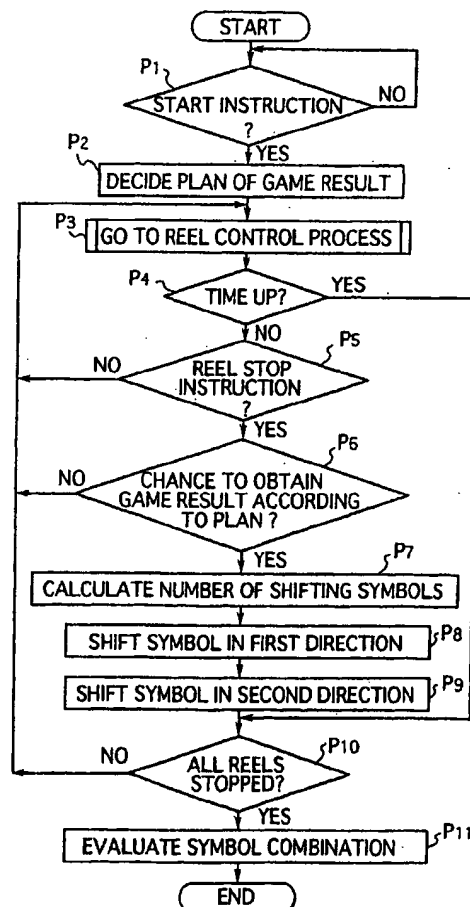 START
P1
START INSTRUCTION
?
NO
YES
P2
DECIDE PLAN OF GAME RESULT
P3
GO TO REEL CONTROL PROCESS
P4
TIME UP?
YES
NO
P5
REEL STOP
INSTRUCTION
?
NO
YES
P6
CHANCE TO OBTAIN
GAME RESULT ACCORDING
TO PLAN ?
NO
YES
P7
CALCULATE NUMBER OF SHIFTING SYMBOLS
SHIFT SYMBOL IN FIRST DIRECTION
P8
SHIFT SYMBOL IN SECOND DIRECTION
P9
P10
NO
ALL REELS
STOPPED?
YES
EVALUATE SYMBOL COMBINATION
P11
END